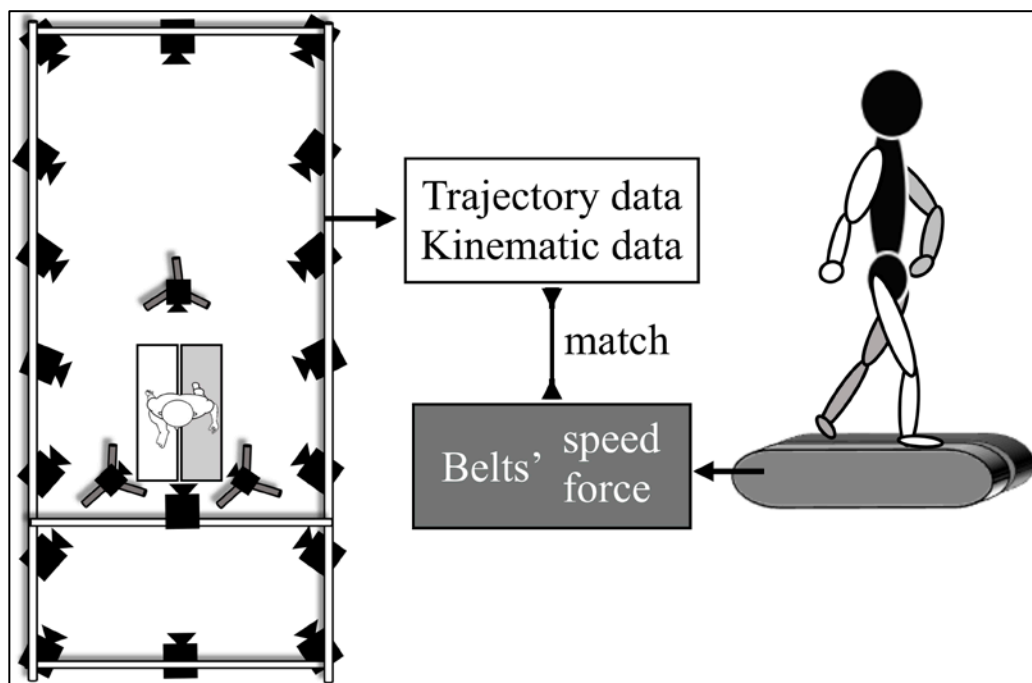 Trajectory data
Kinematic data
match
Belts’ speed
force